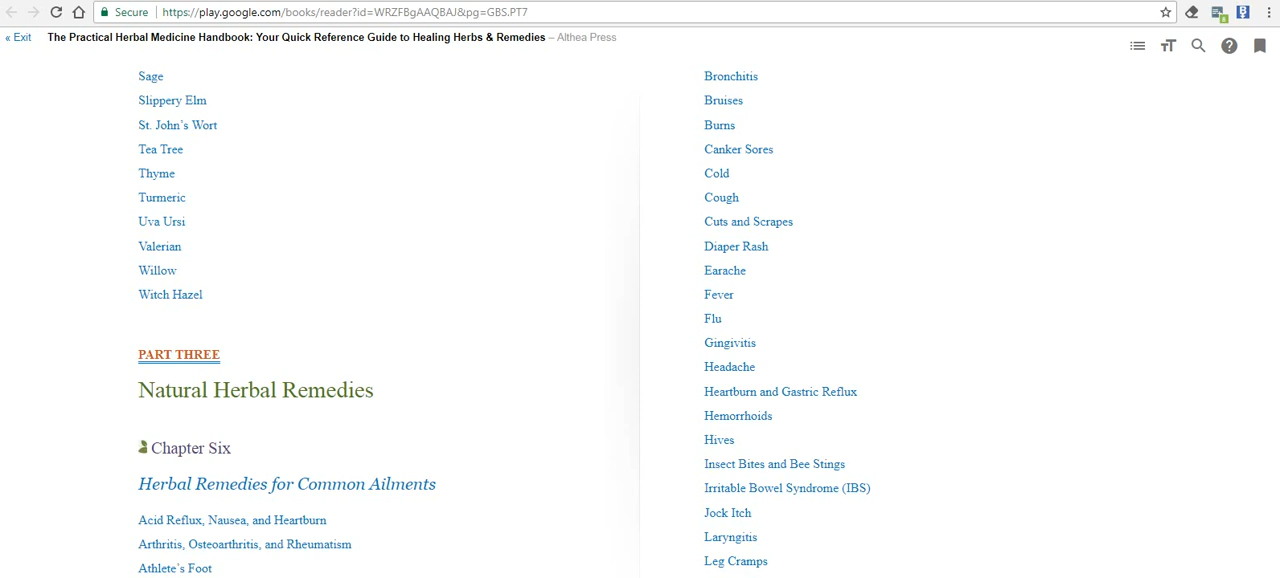 Secure https://play.google.com/books/reader?id=WRZFBgAAQBAJ&pg=GBS.PT7
« Exit The Practical Herbal Medicine Handbook: Your Quick Reference Guide to Healing Herbs & Remedies – Althea Press
Sage
Slippery Elm
St. John’s Wort
Tea Tree
Thyme
Turmeric
Uva Ursi
Valerian
Willow
Witch Hazel
PART THREE
Natural Herbal Remedies
Chapter Six
Herbal Remedies for Common Ailments
Acid Reflux, Nausea, and Heartburn
Arthritis, Osteoarthritis, and Rheumatism
Athlete’s Foot
Bronchitis
Bruises
Burns
Canker Sores
Cold
Cough
Cuts and Scrapes
Diaper Rash
Earache
Fever
Flu
Gingivitis
Headache
Heartburn and Gastric Reflux
Hemorrhoids
Hives
Insect Bites and Bee Stings
Irritable Bowel Syndrome (IBS)
Jock Itch
Laryngitis
Leg Cramps